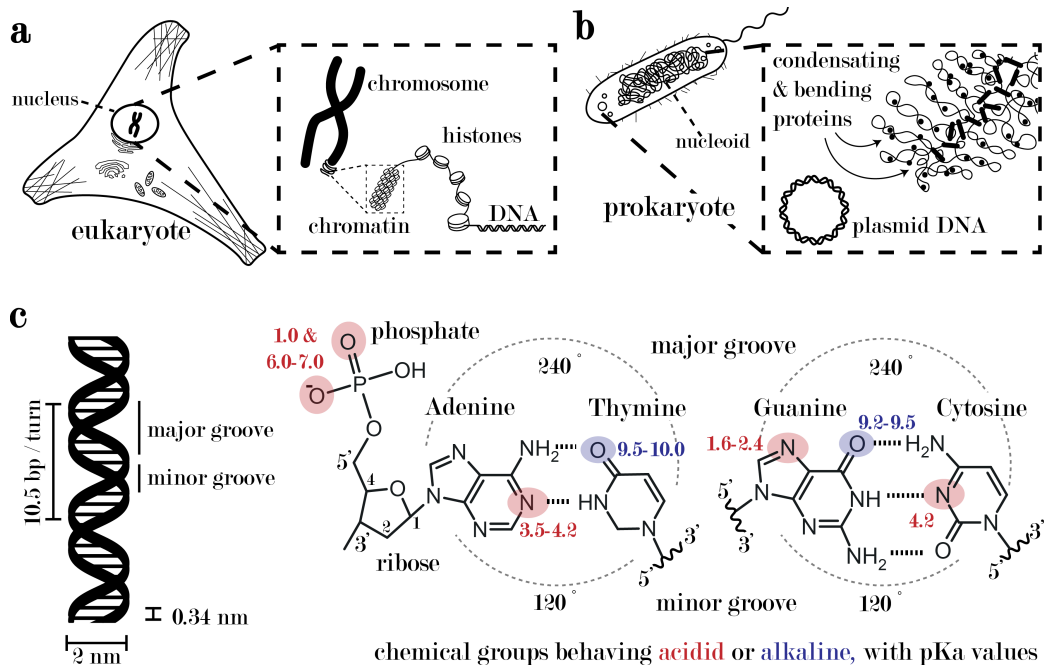 a
nucleus
eukaryote
chromosome
histones
chromatin
DNA
b
nucleoid
prokaryote
condensating
& bending
proteins
plasmid DNA
c
10.5 bp / turn
major groove
minor groove
0.34 nm
2 nm
1.0 &
6.0-7.0
phosphate
O
-O
P
OH
O
5'
4
O
1
2
3'
ribose
major groove
240°
Adenine
Thymine
NH2
O
9.5-10.0
N
N
N
N
N
3.5-4.2
HN
N
3'
5'
120°
minor groove
240°
Guanine
Cytosine
9.2-9.5
1.6-2.4
N
O
H2N
5'
3'
N
N
NH
N
4.2
NH2
O
N
3'
5'
120°
chemical groups behaving acidid or alkaline, with pKa values